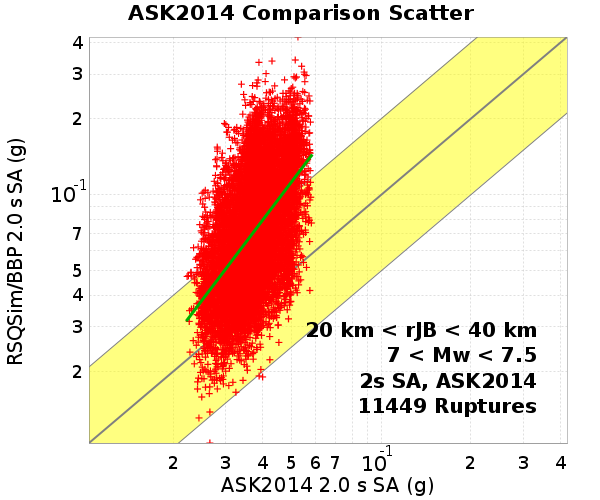 ASK2014 Comparison Scatter
RSQSim/BBP 2.0 s SA (g)
4
3
2
10-1
7
5
4
3
2
20 km < rJB < 40 km
7 < Mw < 7.5
2s SA, ASK2014
11449 Ruptures
2 3 4 5 6 7 10-1 2 3 4
ASK2014 2.0 s SA (g)